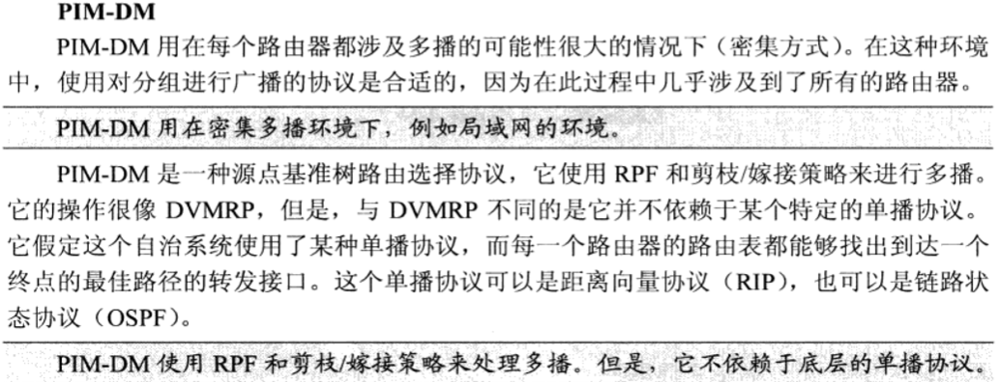 PIM-DM
PIM-DM 用在每个路由器都涉及多播的可能性很大的情况下（密集方式）。在这种环境
中，使用对分组进行广播的协议是合适的，因为在此过程中几乎涉及到了所有的路由器。
PIM-DM 用在密集多播环境下，例如局域网的环境。
PIM-DM 是一种源点基准树路由选择协议，它使用 RPF 和剪枝/嫁接策略来进行多播。
它的操作很像 DVMRP，但是，与 DVMRP 不同的是它并不依赖于某个特定的单播协议。
它假定这个自治系统使用了某种单播协议，而每一个路由器的路由表都能够找出到达一个
终点的最佳路径的转发接口。这个单播协议可以是距离向量协议（RIP），也可以是链路状
态协议（OSPF）。
PIM-DM 使用 RPF 和剪枝/嫁接策略来处理多播。但是，它不依赖于底层的单播协议。